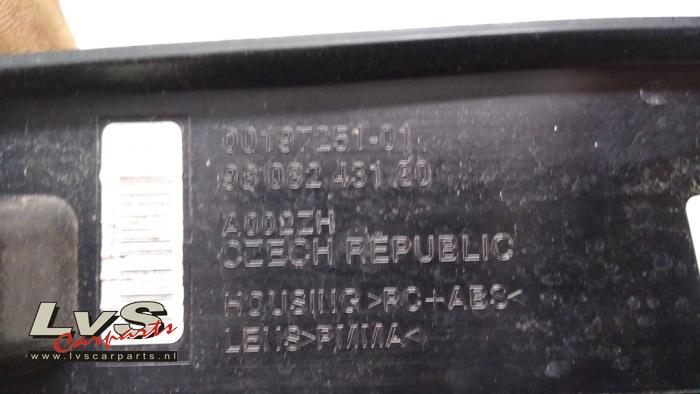 00197251-01
98 082 431 80
A002ZH
CZECH REPUBLIC
HOUSING >PC+ABS<
LENS>PMMA<
LvS
Carparts
www.lvscarparts.nl